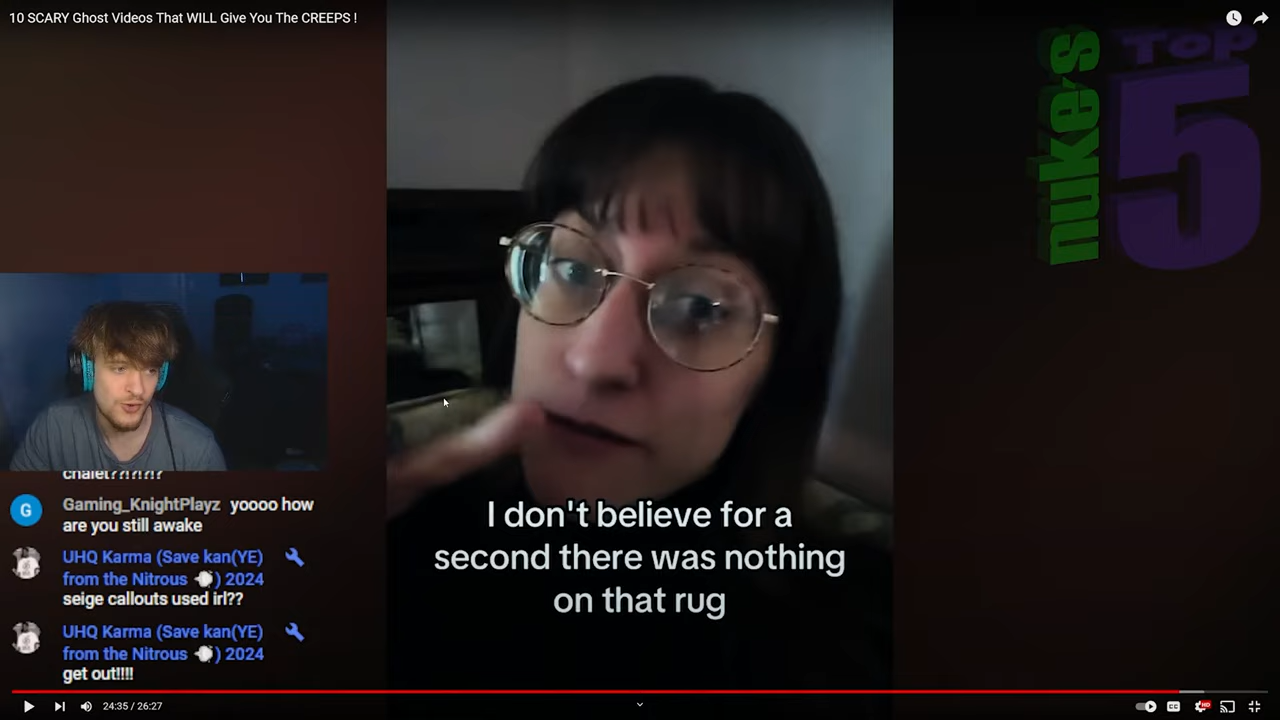 10 SCARY Ghost Videos That WILL Give You The CREEPS !
nuke's
Top
5
chalet??!?!?
Gaming_KnightPlayz yoooo how
are you still awake
UHQ Karma (Save kan(YE)
from the Nitrous ) 2024
seige callouts used irl??
UHQ Karma (Save kan(YE)
from the Nitrous ) 2024
get out!!!!
G
I don't believe for a
second there was nothing
on that rug
24:35 / 26:27
CC
HD